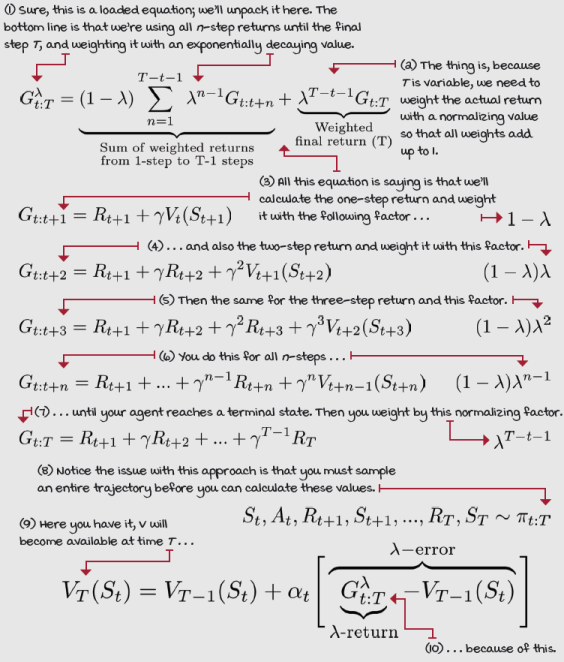 (1) Sure, this is a loaded equation; we'll unpack it here. The
bottom line is that we're using all n-step returns until the final
step T, and weighting it with an exponentially decaying value.
(2) The thing is, because
T is variable, we need to
weight the actual return
with a normalizing value
so that all weights add
up to 1.
G^λ_{t:T} = (1 − λ) ∑_{n=1}^{T−t−1} λ^{n−1} G_{t:t+n} + λ^{T−t−1} G_{t:T}
Sum of weighted returns
from 1-step to T-1 steps
Weighted
final return (T)
(3) All this equation is saying is that we'll
calculate the one-step return and weight
it with the following factor . . .
G_{t:t+1} = R_{t+1} + γV_t(S_{t+1}) 1 − λ
(4) . . . and also the two-step return and weight it with this factor.
G_{t:t+2} = R_{t+1} + γR_{t+2} + γ^2 V_{t+1}(S_{t+2}) (1 − λ)λ
(5) Then the same for the three-step return and this factor.
G_{t:t+3} = R_{t+1} + γR_{t+2} + γ^2 R_{t+3} + γ^3 V_{t+2}(S_{t+3}) (1 − λ)λ^2
(6) You do this for all n-steps . . .
G_{t:t+n} = R_{t+1} + ... + γ^{n−1} R_{t+n} + γ^n V_{t+n−1}(S_{t+n}) (1 − λ)λ^{n−1}
(7) . . . until your agent reaches a terminal state. Then you weight by this normalizing factor.
G_{t:T} = R_{t+1} + γR_{t+2} + ... + γ^{T−1} R_T λ^{T−t−1}
(8) Notice the issue with this approach is that you must sample
an entire trajectory before you can calculate these values.
S_t, A_t, R_{t+1}, S_{t+1}, ..., R_T, S_T ∼ π_{t:T}
(9) Here you have it, V will
become available at time T . . .
λ−error
V_T(S_t) = V_{T−1}(S_t) + α_t [ G^λ_{t:T} − V_{T−1}(S_t) ]
λ-return
(10) . . . because of this.